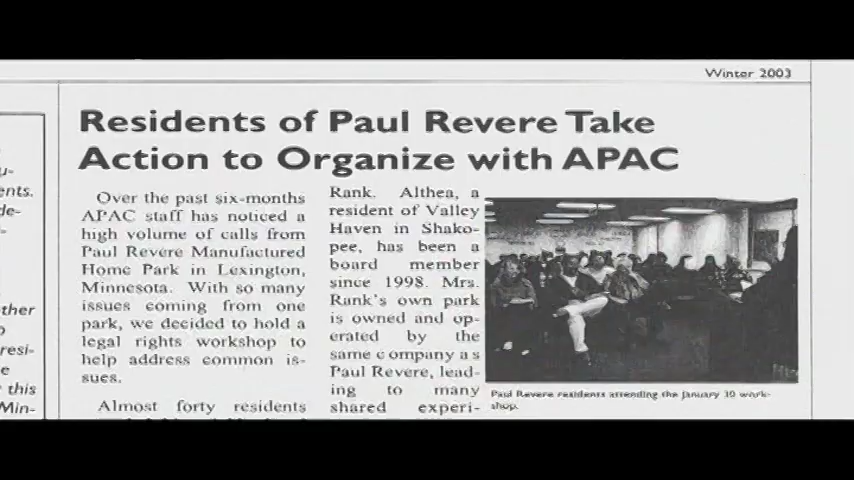 Winter 2003
Residents of Paul Revere Take
Action to Organize with APAC
u-
ents.
de-
-
ther
o
resi-
e
this
Min-
Over the past six-months
APAC staff has noticed a
high volume of calls from
Paul Revere Manufactured
Home Park in Lexington,
Minnesota. With so many
issues coming from one
park, we decided to hold a
legal rights workshop to
help address common is-
sues.
Almost forty residents
Rank. Althea, a
resident of Valley
Haven in Shako-
pee, has been a
board member
since 1998. Mrs.
Rank's own park
is owned and op-
erated by the
same company as
Paul Revere, lead-
ing to many
shared experi-
Paul Revere residents attending the January 30 work-
shop.